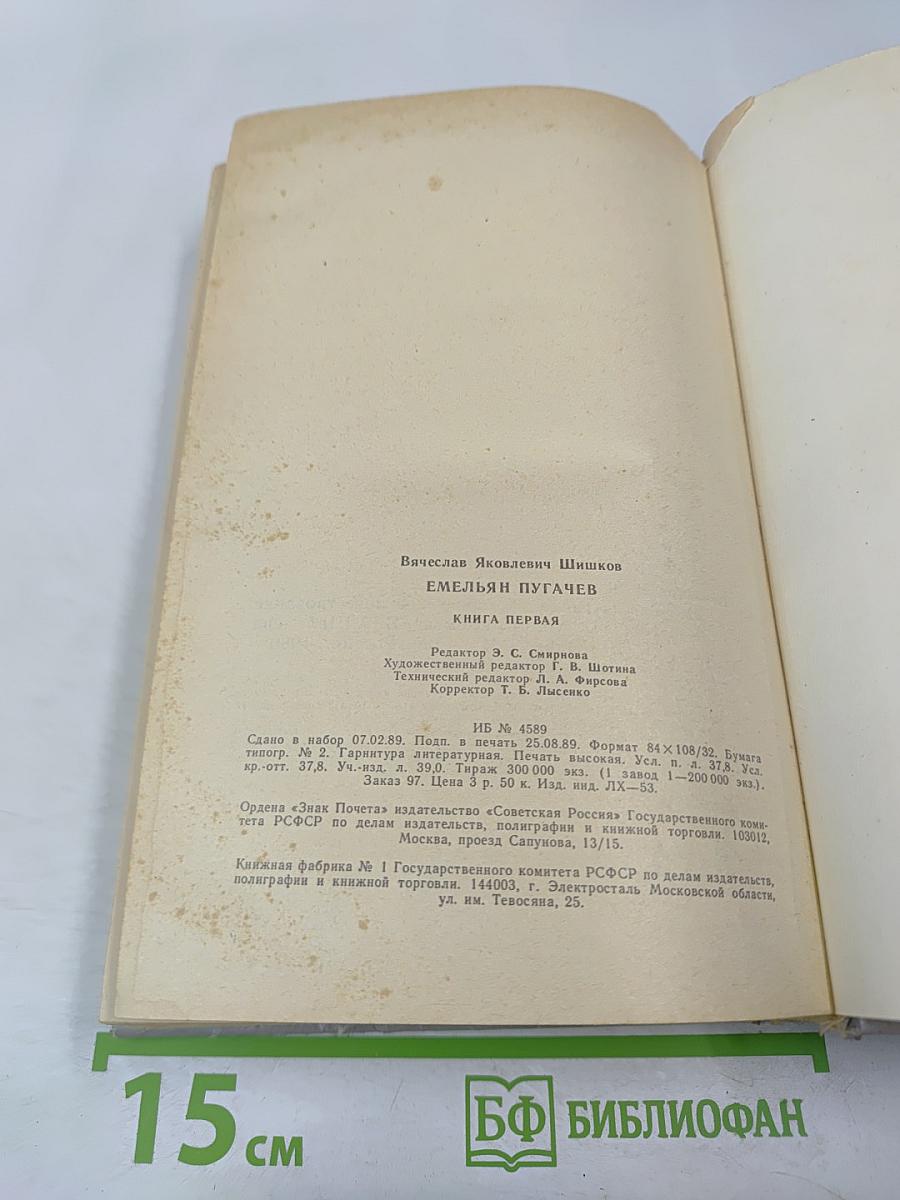 Вячеслав Яковлевич Шишков
ЕМЕЛЬЯН ПУГАЧЕВ
КНИГА ПЕРВАЯ
Редактор Э. С. Смирнова
Художественный редактор Г. В. Шотина
Технический редактор Л. А. Фирсова
Корректор Т. Б. Лысенко
ИБ № 4589
Сдано в набор 07.02.89. Подп. в печать 25.08.89. Формат 84×108/32. Бумага
типогр. № 2. Гарнитура литературная. Печать высокая. Усл. п. л. 37,8. Усл.
кр.-отт. 37,8. Уч.-изд. л. 39,0. Тираж 300 000 экз. (1 завод 1—200 000 экз.).
Заказ 97. Цена 3 р. 50 к. Изд. инд. ЛХ—53.
Ордена «Знак Почета» издательство «Советская Россия» Государственного коми-
тета РСФСР по делам издательств, полиграфии и книжной торговли. 103012,
Москва, проезд Сапунова, 13/15.
Книжная фабрика № 1 Государственного комитета РСФСР по делам издательств,
полиграфии и книжной торговли. 144003, г. Электросталь Московской области,
ул. им. Тевосяна, 25.
15 см
БФ БИБЛИОФАН